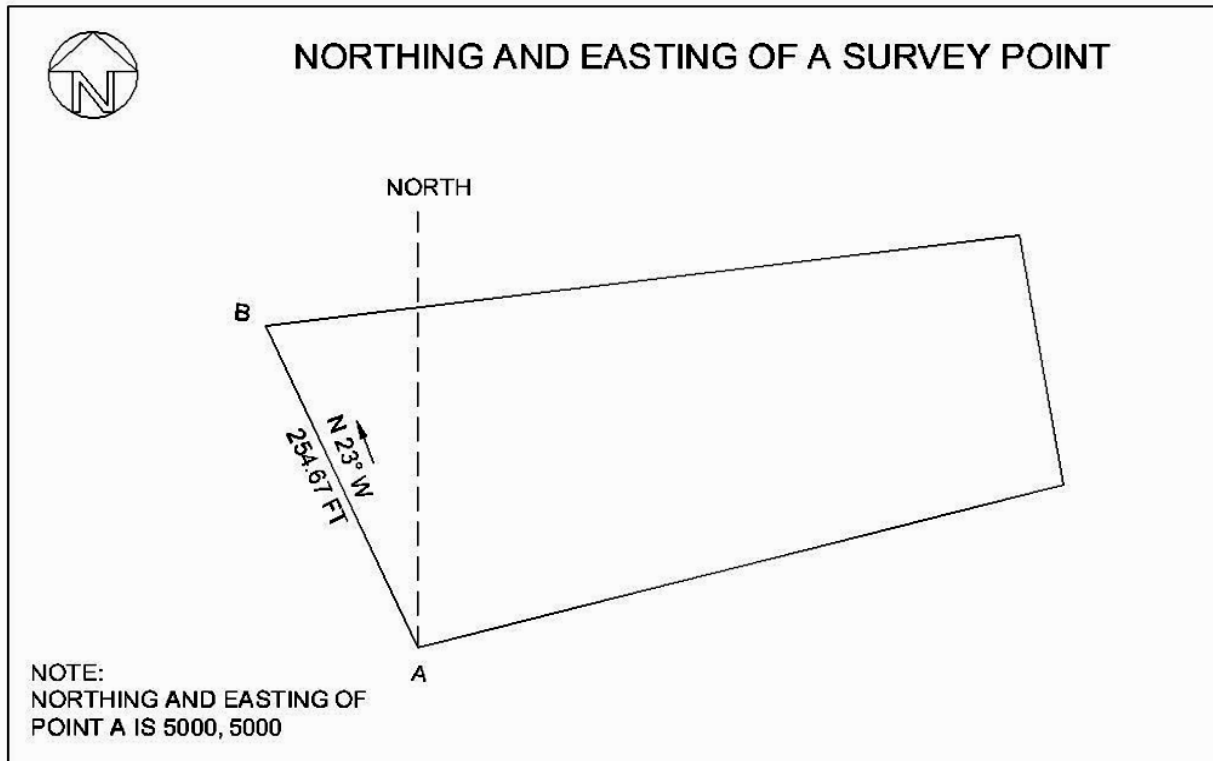 N
NORTHING AND EASTING OF A SURVEY POINT
NORTH
B
N 23° W
254.67 FT
A
NOTE:
NORTHING AND EASTING OF
POINT A IS 5000, 5000